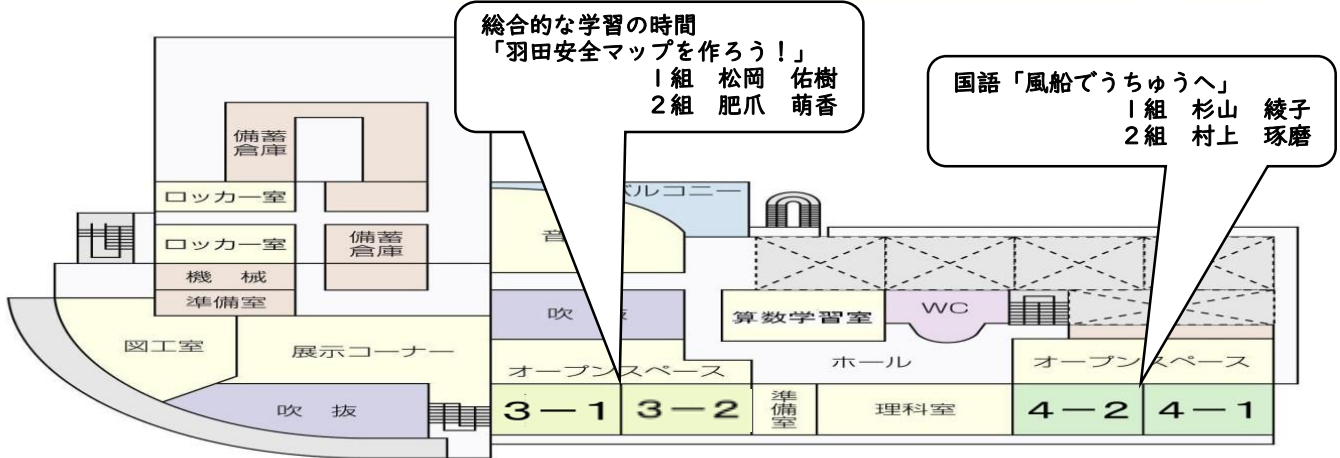 総合的な学習の時間
「羽田安全マップを作ろう！」
1組　松岡　佑樹
2組　肥爪　萌香
国語「風船でうちゅうへ」
1組　杉山　綾子
2組　村上　琢磨
備蓄
倉庫
ロッカー室
バルコニー
ロッカー室
備蓄
倉庫
音
機　械
準備室
吹　抜
算数学習室
WC
図工室
展示コーナー
オープンスペース
ホール
オープンスペース
吹　抜
3－1
3－2
準
備
室
理科室
4－2
4－1